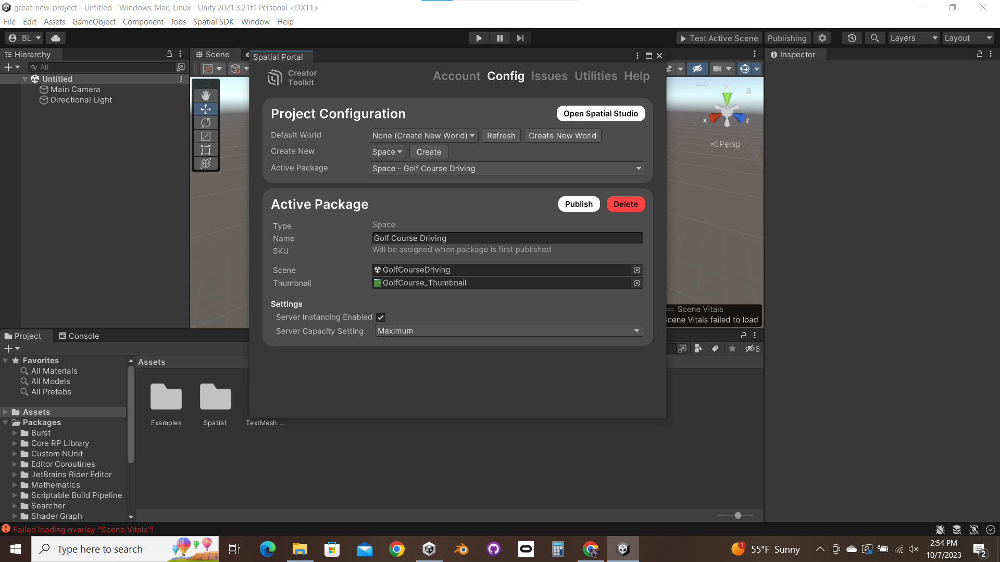 great-new-project - Untitled - Windows, Mac, Linux - Unity 2021.3.21f1 Personal <DX11>
File Edit Assets GameObject Component Jobs Spatial SDK Window Help
BL Test Active Scene Publishing Layers Layout
Hierarchy Scene Spatial Portal Inspector
All
Untitled
Main Camera
Directional Light
Creator
Toolkit
Account Config Issues Utilities Help
Project Configuration Open Spatial Studio
Default World None (Create New World) Refresh Create New World
Create New Space Create
Active Package Space - Golf Course Driving
Active Package Publish Delete
Type Space
Name Golf Course Driving
SKU Will be assigned when package is first published
Scene GolfCourseDriving
Thumbnail GolfCourse_Thumbnail
Settings
Server Instancing Enabled
Server Capacity Setting Maximum
y
x z
Persp
Scene Vitals
Scene Vitals failed to load
Project Console
6
Favorites
All Materials
All Models
All Prefabs
Assets
Packages
Burst
Core RP Library
Custom NUnit
Editor Coroutines
JetBrains Rider Editor
Mathematics
Scriptable Build Pipeline
Searcher
Shader Graph
Assets
Examples Spatial TextMesh ...
Failed loading overlay "Scene Vitals"!
Type here to search
1
55°F Sunny
2:54 PM
10/7/2023
2